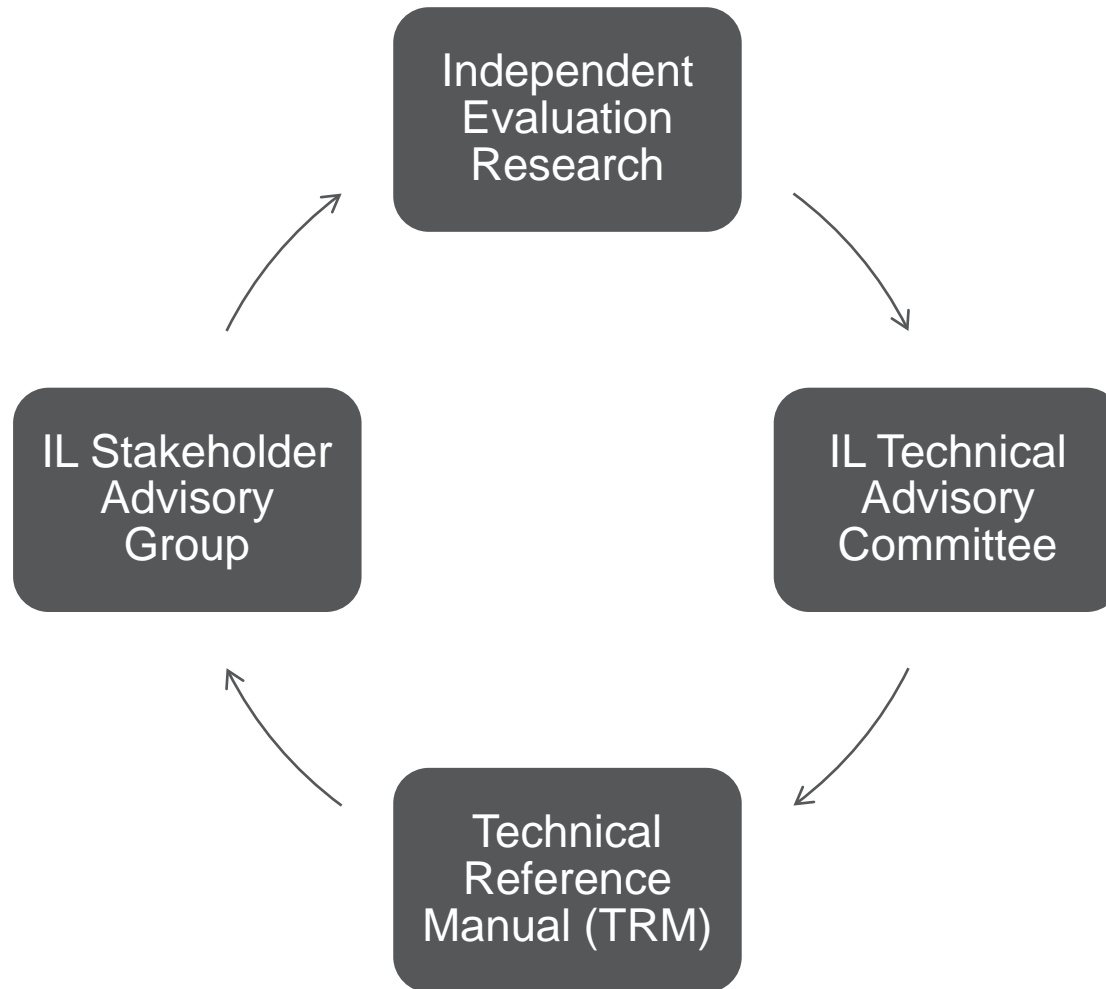 Independent
Evaluation
Research
IL Stakeholder
Advisory
Group
IL Technical
Advisory
Committee
Technical
Reference
Manual (TRM)